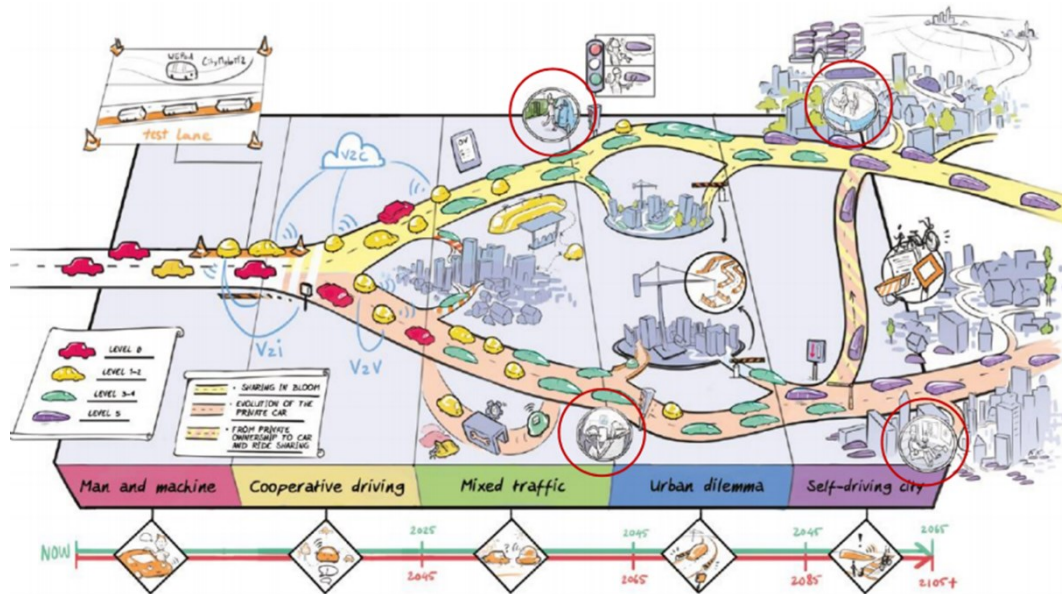 CityMobil2
test lane
V2C
V2i
V2V
LEVEL 0
LEVEL 1-2
LEVEL 3-4
LEVEL 5
= SHARING IN BLOOM
= EVOLUTION OF THE
PRIVATE CAR
= FROM PRIVATE
OWNERSHIP TO CAR
AND RIDE SHARING
Man and machine
Cooperative driving
Mixed traffic
Urban dilemma
Self-driving city
NOW
2025
2045
2045
2065
2045
2085
2065
2105+